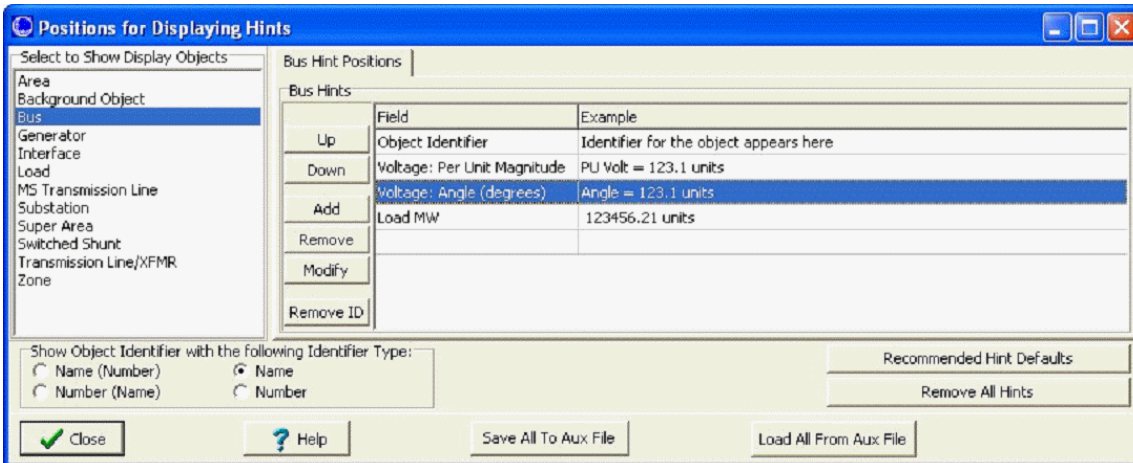 Positions for Displaying Hints
Select to Show Display Objects
Area
Background Object
Bus
Generator
Interface
Load
MS Transmission Line
Substation
Super Area
Switched Shunt
Transmission Line/XFMR
Zone
Bus Hint Positions
Bus Hints
Up
Down
Add
Remove
Modify
Remove ID
Field Example
Object Identifier Identifier for the object appears here
Voltage: Per Unit Magnitude PU Volt = 123.1 units
Voltage: Angle (degrees) Angle = 123.1 units
Load MW 123456.21 units
Show Object Identifier with the following Identifier Type:
Name (Number) Name
Number (Name) Number
Recommended Hint Defaults
Remove All Hints
Close ? Help Save All To Aux File Load All From Aux File